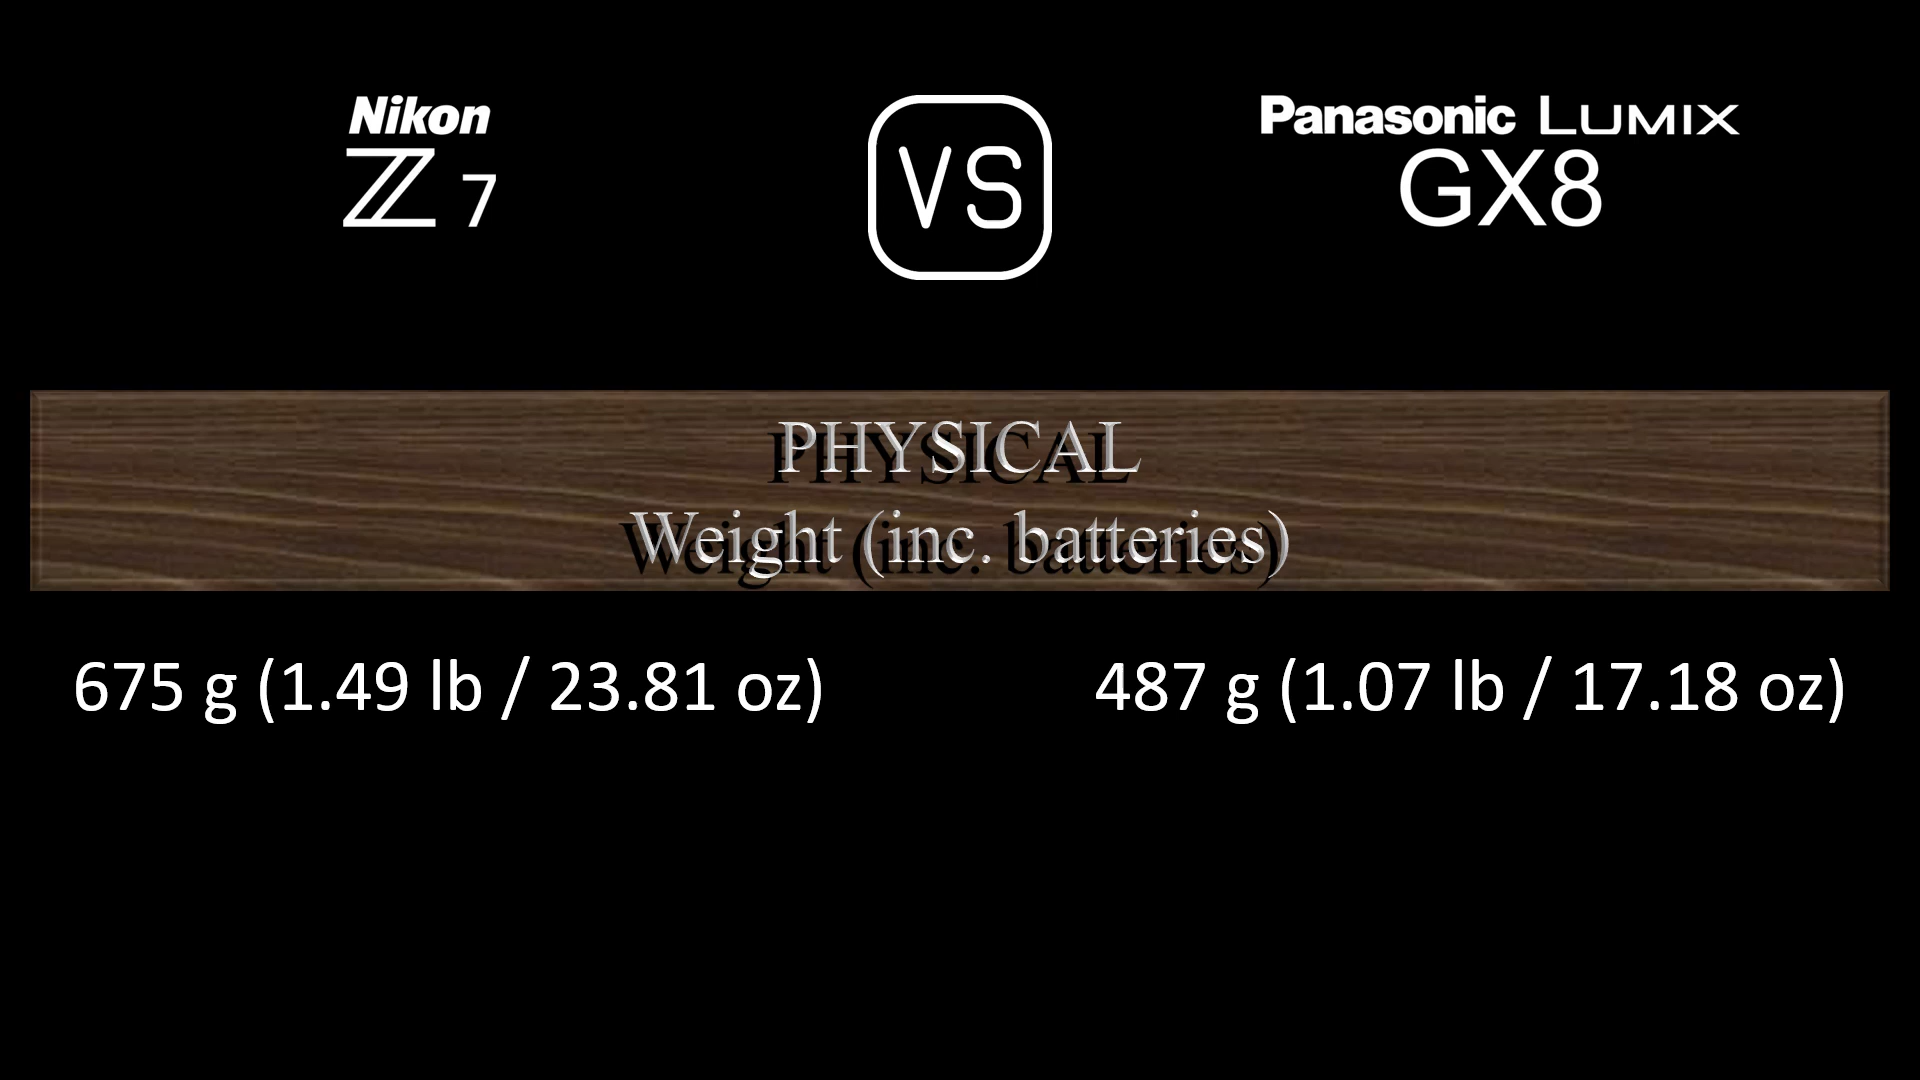 Nikon
Z 7
VS
Panasonic LUMIX
GX8
PHYSICAL
Weight (inc. batteries)
675 g (1.49 lb / 23.81 oz)
487 g (1.07 lb / 17.18 oz)